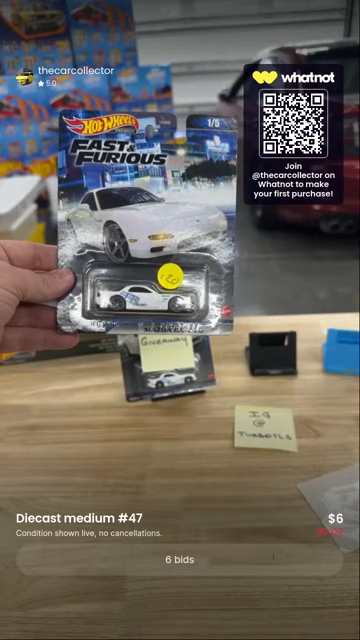 thecarcollector
5.0
whatnot
Join
@thecarcollector on
Whatnot to make
your first purchase!
Hot Wheels
1/5
FAST &
FURIOUS
Giveaway
IG
@
Diecast medium #47
$6
Condition shown live, no cancellations.
6 bids